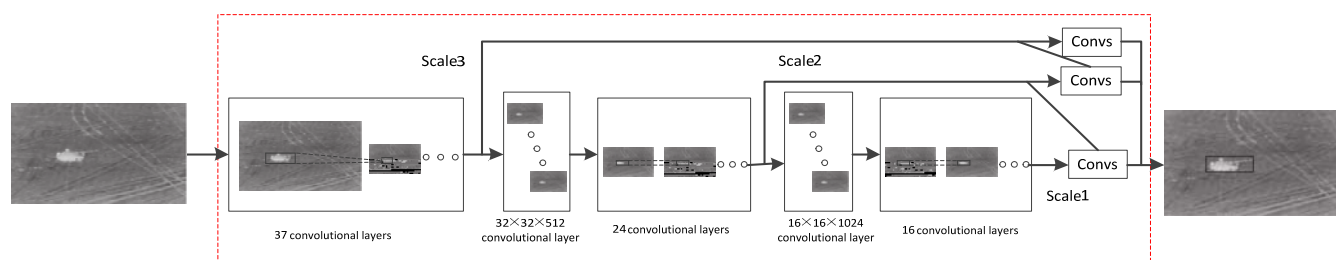 Convs
Scale3
Scale2
Convs
Convs
Scale1
37 convolutional layers
32×32×512
convolutional layer
24 convolutional layers
16×16×1024
convolutional layer
16 convolutional layers